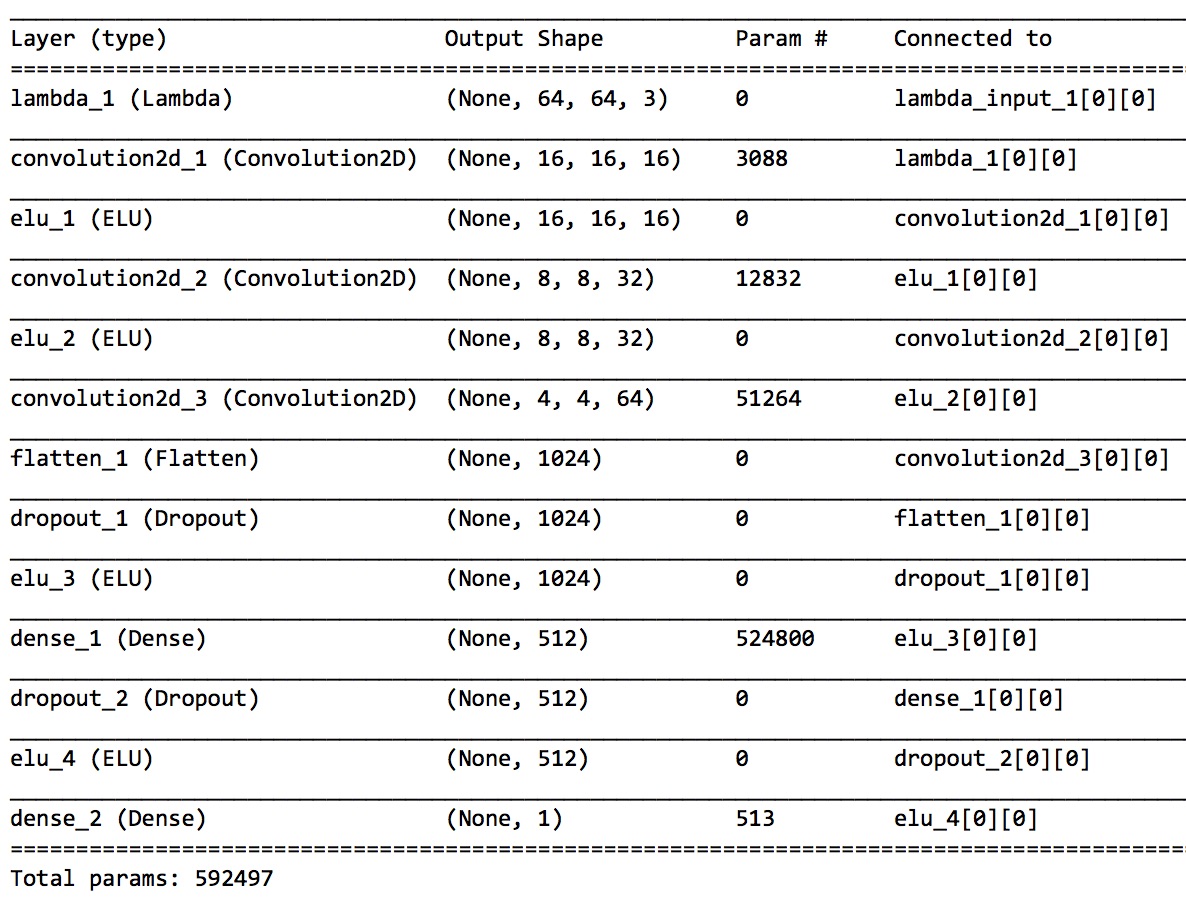 Layer (type) Output Shape Param # Connected to
lambda_1 (Lambda) (None, 64, 64, 3) 0 lambda_input_1[0][0]
convolution2d_1 (Convolution2D) (None, 16, 16, 16) 3088 lambda_1[0][0]
elu_1 (ELU) (None, 16, 16, 16) 0 convolution2d_1[0][0]
convolution2d_2 (Convolution2D) (None, 8, 8, 32) 12832 elu_1[0][0]
elu_2 (ELU) (None, 8, 8, 32) 0 convolution2d_2[0][0]
convolution2d_3 (Convolution2D) (None, 4, 4, 64) 51264 elu_2[0][0]
flatten_1 (Flatten) (None, 1024) 0 convolution2d_3[0][0]
dropout_1 (Dropout) (None, 1024) 0 flatten_1[0][0]
elu_3 (ELU) (None, 1024) 0 dropout_1[0][0]
dense_1 (Dense) (None, 512) 524800 elu_3[0][0]
dropout_2 (Dropout) (None, 512) 0 dense_1[0][0]
elu_4 (ELU) (None, 512) 0 dropout_2[0][0]
dense_2 (Dense) (None, 1) 513 elu_4[0][0]
Total params: 592497